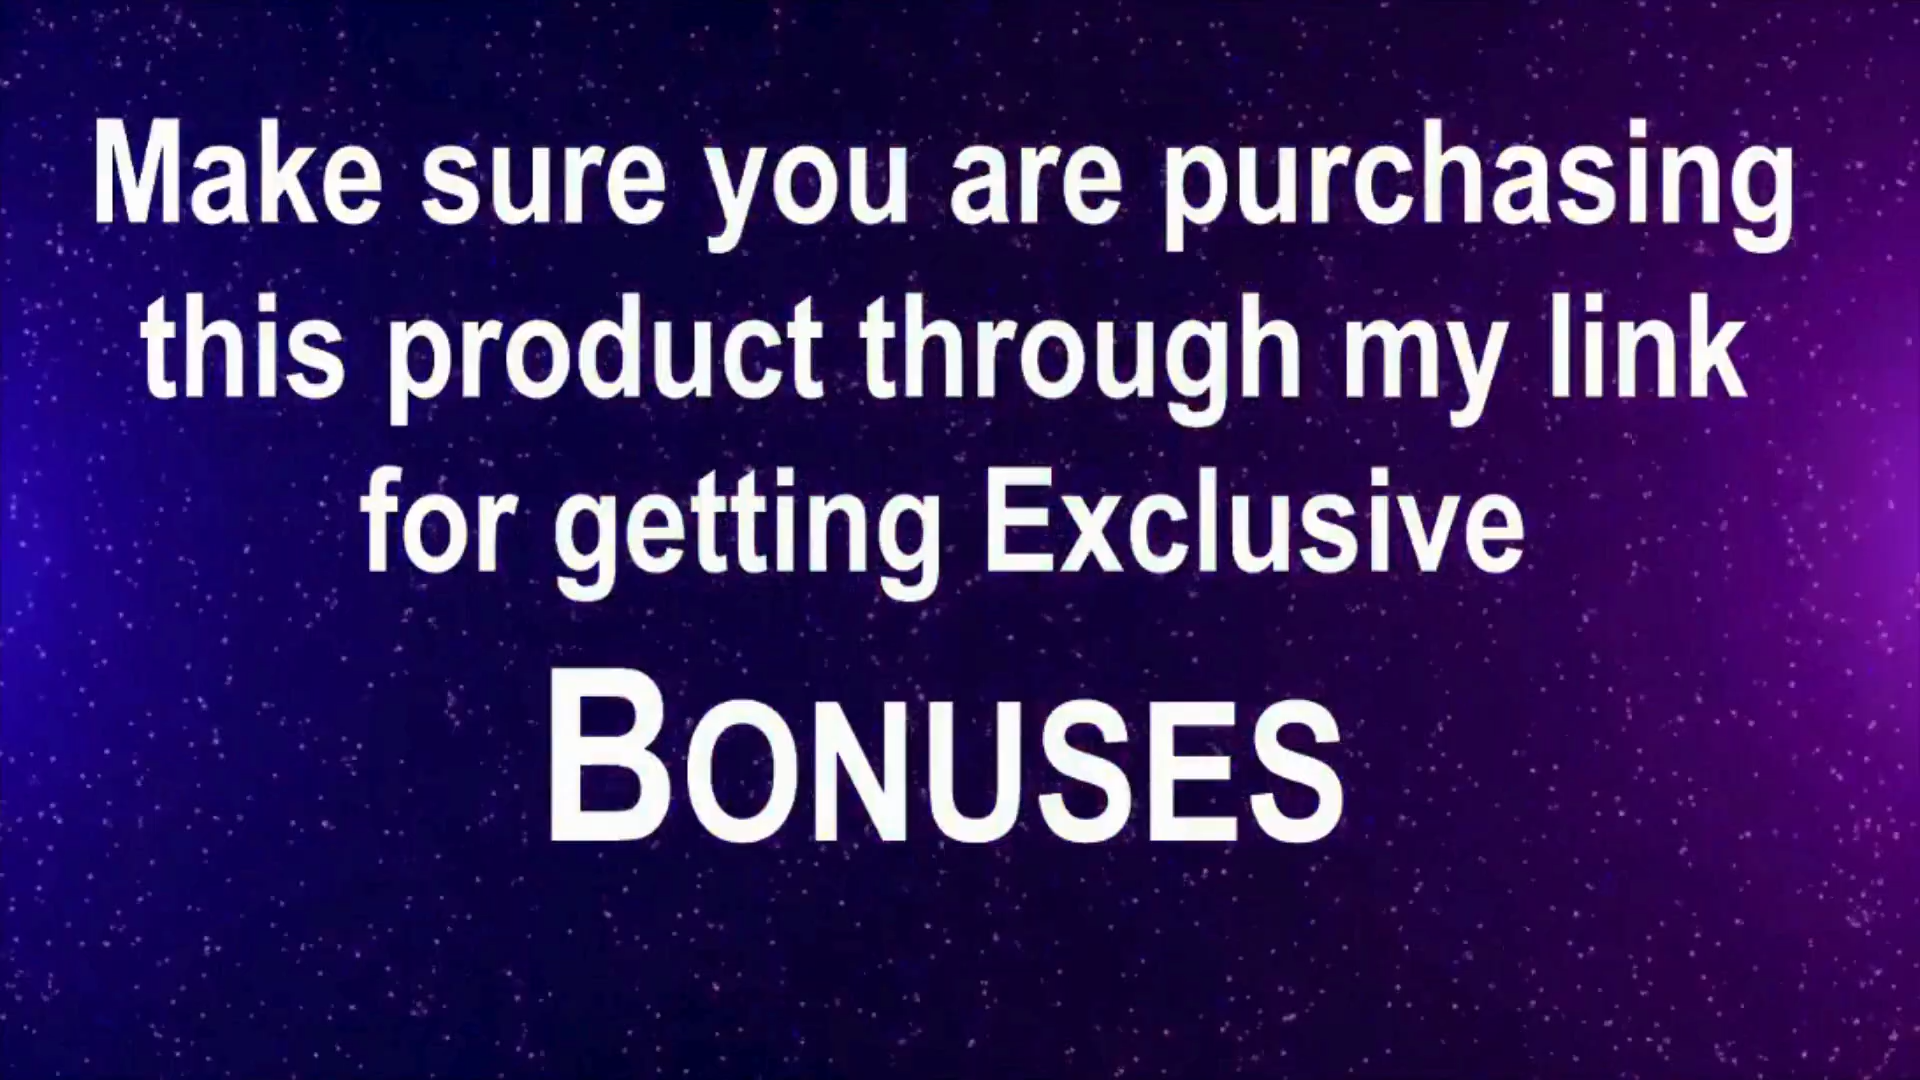 Make sure you are purchasing
this product through my link
for getting Exclusive
BONUSES